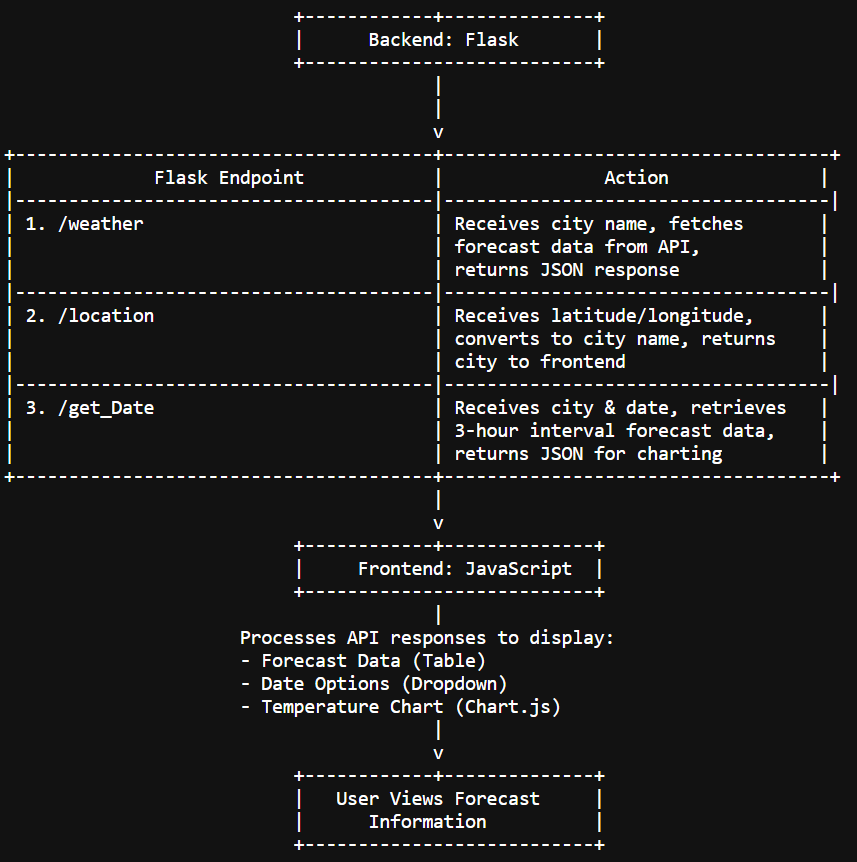 +------------+--------------+
|      Backend: Flask       |
+---------------------------+
|
|
v
+---------------------------------------+------------------------------------+
|             Flask Endpoint            |               Action              |
|---------------------------------------|------------------------------------|
| 1. /weather                           | Receives city name, fetches       |
|                                       | forecast data from API,           |
|                                       | returns JSON response             |
|---------------------------------------|------------------------------------|
| 2. /location                          | Receives latitude/longitude,      |
|                                       | converts to city name, returns    |
|                                       | city to frontend                  |
|---------------------------------------|------------------------------------|
| 3. /get_Date                          | Receives city & date, retrieves   |
|                                       | 3-hour interval forecast data,    |
|                                       | returns JSON for charting         |
+---------------------------------------+------------------------------------+
|
v
+------------+--------------+
|     Frontend: JavaScript  |
+---------------------------+
|
Processes API responses to display:
- Forecast Data (Table)
- Date Options (Dropdown)
- Temperature Chart (Chart.js)
|
v
+------------+--------------+
|   User Views Forecast     |
|      Information          |
+---------------------------+